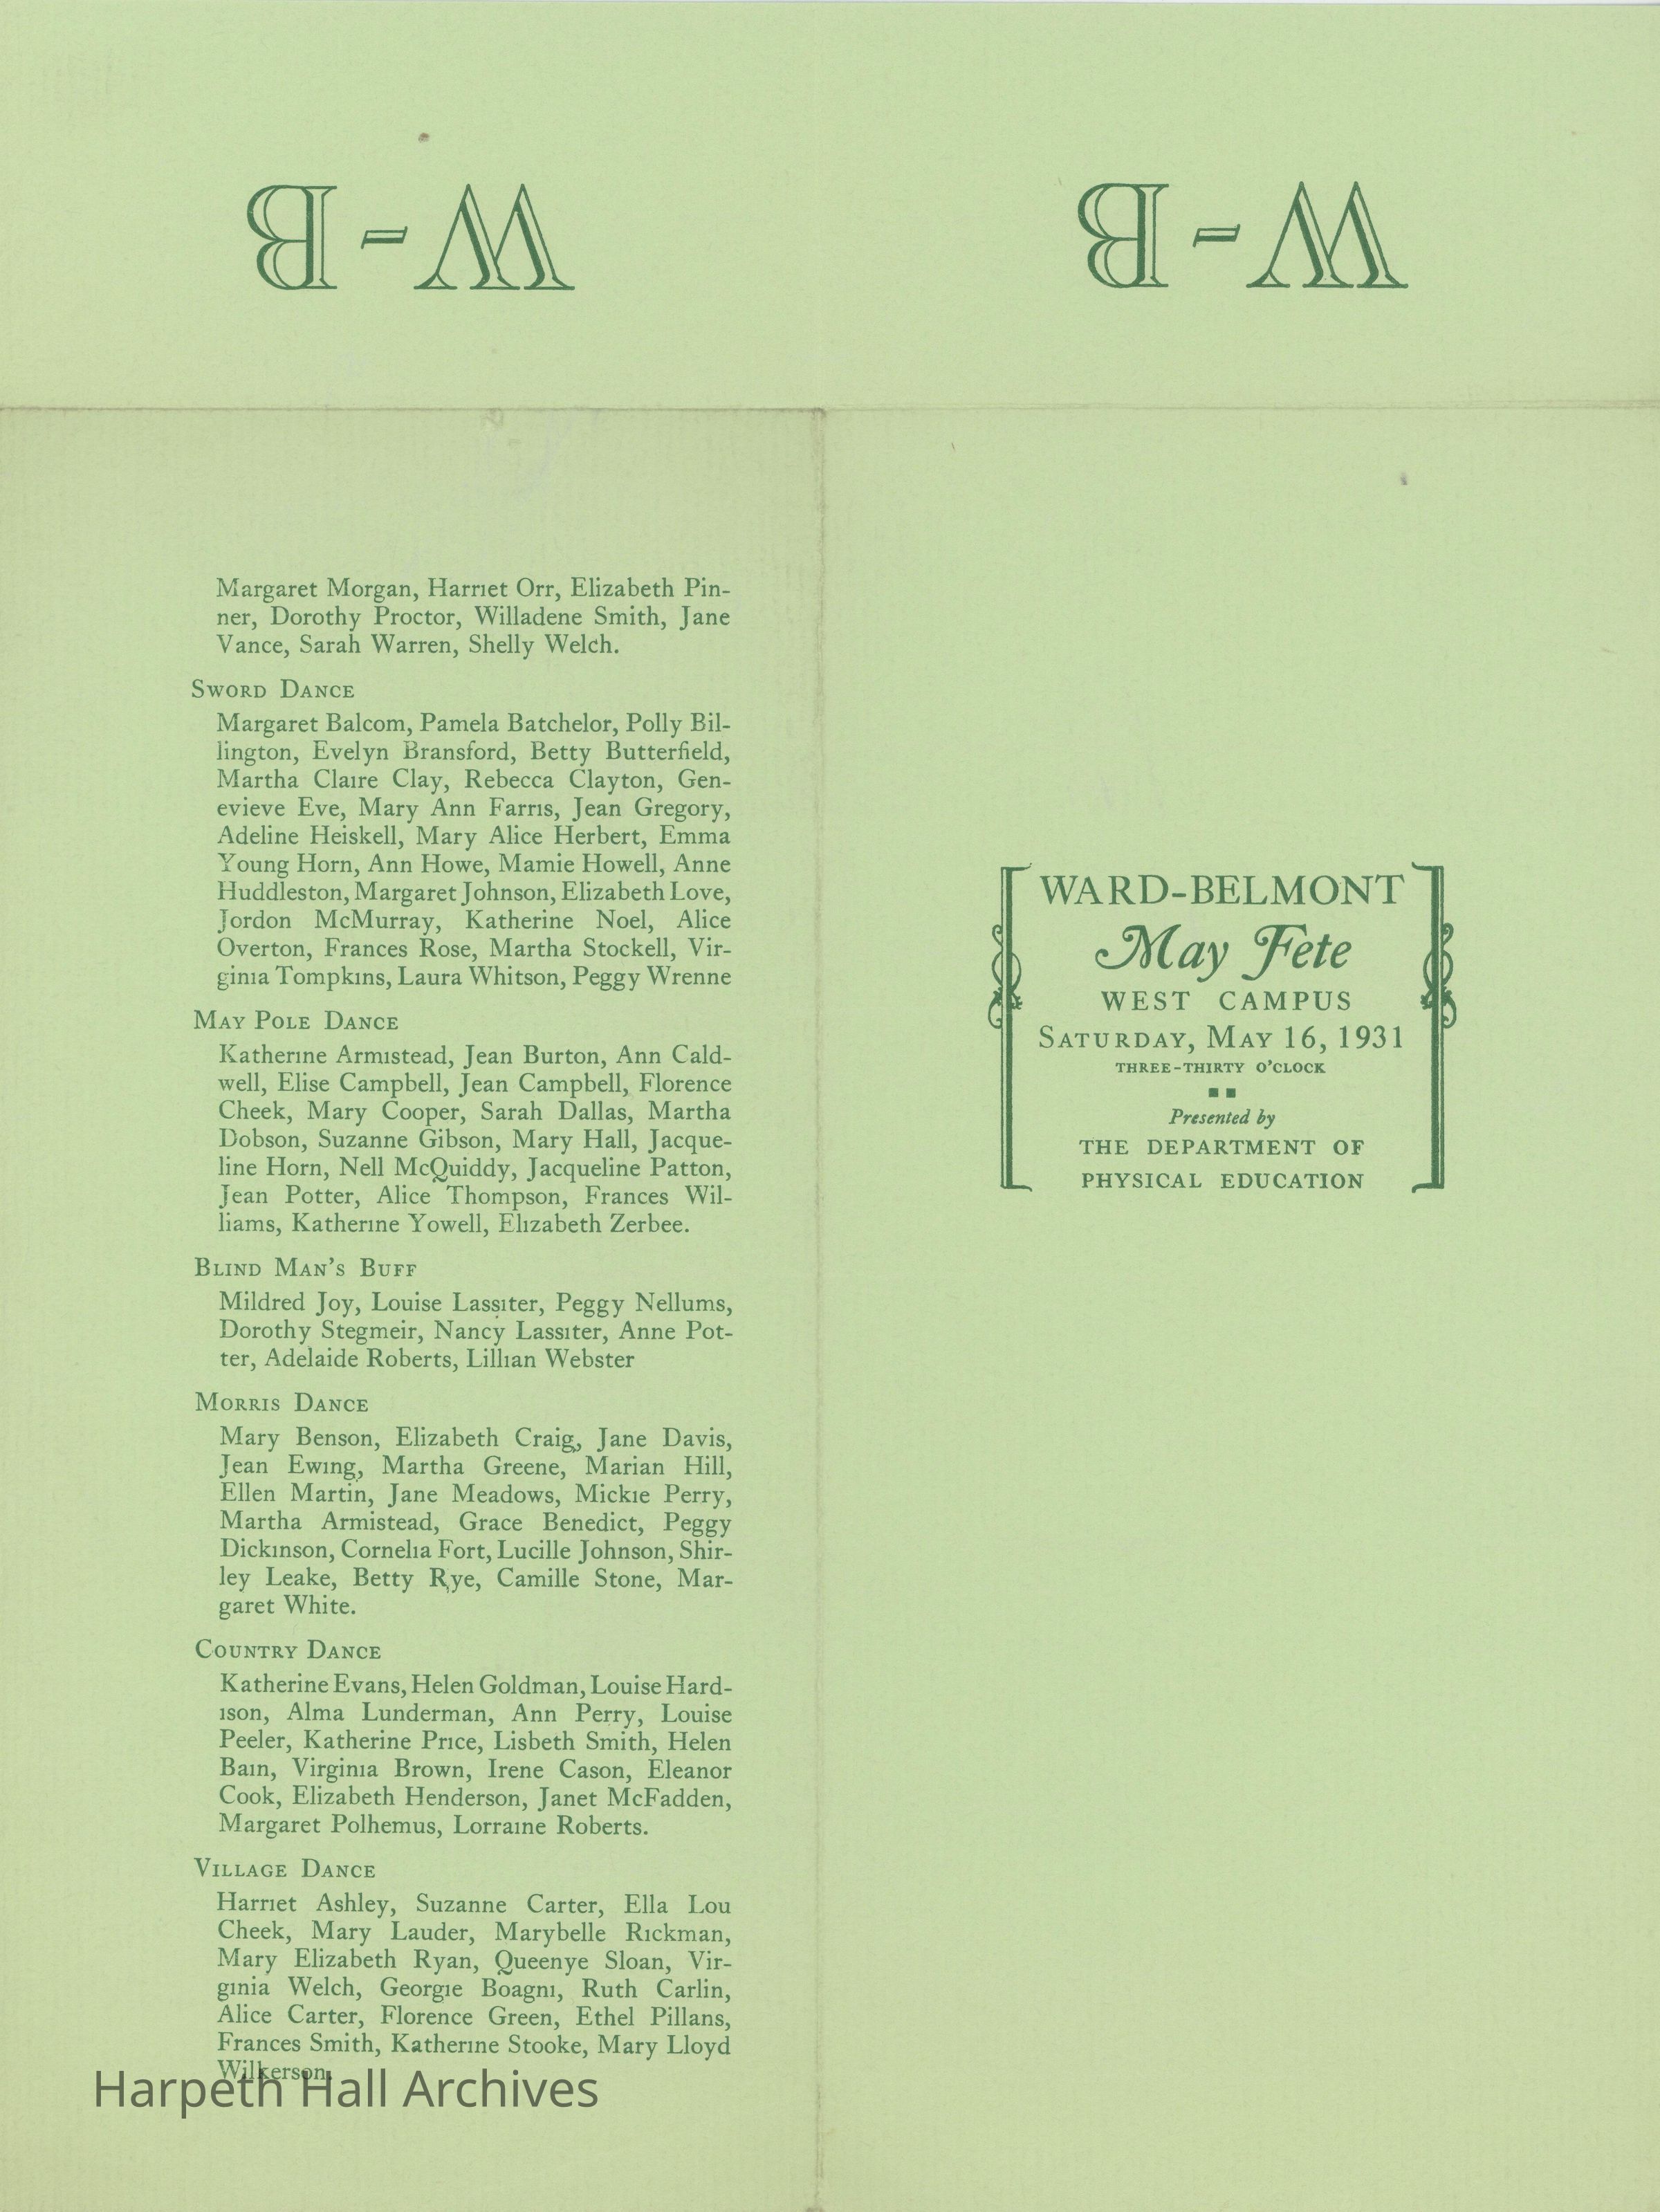 W-B
W-B
Margaret Morgan, Harriet Orr, Elizabeth Pin-
ner, Dorothy Proctor, Willadene Smith, Jane
Vance, Sarah Warren, Shelly Welch.
SWORD DANCE
Margaret Balcom, Pamela Batchelor, Polly Bil-
lington, Evelyn Bransford, Betty Butterfield,
Martha Claire Clay, Rebecca Clayton, Gen-
evieve Eve, Mary Ann Farris, Jean Gregory,
Adeline Heiskell, Mary Alice Herbert, Emma
Young Horn, Ann Howe, Mamie Howell, Anne
Huddleston, Margaret Johnson, Elizabeth Love,
Jordon McMurray, Katherine Noel, Alice
Overton, Frances Rose, Martha Stockell, Vir-
ginia Tompkins, Laura Whitson, Peggy Wrenne
MAY POLE DANCE
Katherine Armistead, Jean Burton, Ann Cald-
well, Elise Campbell, Jean Campbell, Florence
Cheek, Mary Cooper, Sarah Dallas, Martha
Dobson, Suzanne Gibson, Mary Hall, Jacque-
line Horn, Nell McQuiddy, Jacqueline Patton,
Jean Potter, Alice Thompson, Frances Wil-
liams, Katherine Yowell, Elizabeth Zerbee.
BLIND MAN'S BUFF
Mildred Joy, Louise Lassiter, Peggy Nellums,
Dorothy Stegmeir, Nancy Lassiter, Anne Pot-
ter, Adelaide Roberts, Lillian Webster
MORRIS DANCE
Mary Benson, Elizabeth Craig, Jane Davis,
Jean Ewing, Martha Greene, Marian Hill,
Ellen Martin, Jane Meadows, Mickie Perry,
Martha Armistead, Grace Benedict, Peggy
Dickinson, Cornelia Fort, Lucille Johnson, Shir-
ley Leake, Betty Rye, Camille Stone, Mar-
garet White.
COUNTRY DANCE
Katherine Evans, Helen Goldman, Louise Hard-
ison, Alma Lunderman, Ann Perry, Louise
Peeler, Katherine Price, Lisbeth Smith, Helen
Bain, Virginia Brown, Irene Cason, Eleanor
Cook, Elizabeth Henderson, Janet McFadden,
Margaret Polhemus, Lorraine Roberts.
VILLAGE DANCE
Harriet Ashley, Suzanne Carter, Ella Lou
Cheek, Mary Lauder, Marybelle Rickman,
Mary Elizabeth Ryan, Queenye Sloan, Vir-
ginia Welch, Georgie Boagni, Ruth Carlin,
Alice Carter, Florence Green, Ethel Pillans,
Frances Smith, Katherine Stooke, Mary Lloyd
Wilkerson.
Harpeth Hall Archives
WARD-BELMONT
May Fete
WEST CAMPUS
SATURDAY, MAY 16, 1931
THREE-THIRTY O'CLOCK
Presented by
THE DEPARTMENT OF
PHYSICAL EDUCATION